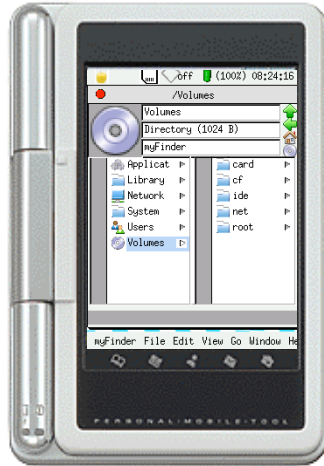 off (100%) 08:24:16
/Volumes
Volumes
Directory (1024 B)
myFinder
Applicat
Library
Network
System
Users
Volumes
card
cf
ide
net
root
myFinder File Edit View Go Window He
PERSONAL·MOBILE·TOOL